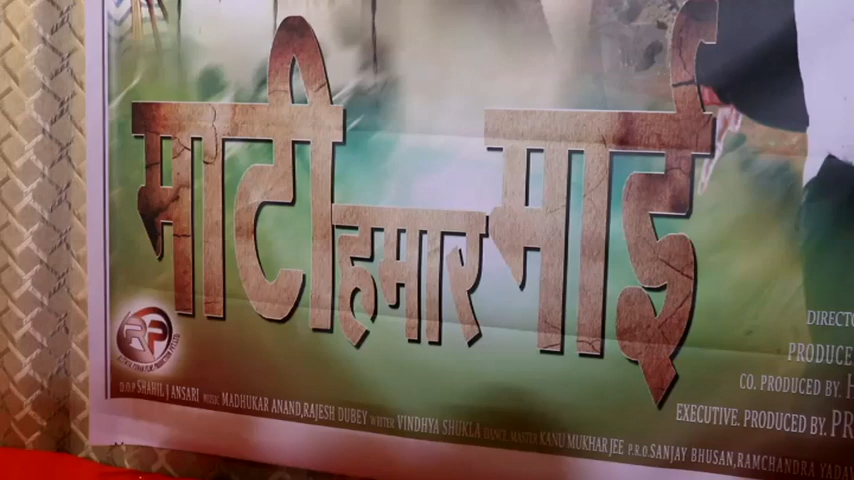 माटी हमार माई
RP
DIRECTO
PRODUCE
CO. PRODUCED BY. H
EXECUTIVE. PRODUCED BY. PR
D.O.P SHAHIL J ANSARI MUSIC MADHUKAR ANAND,RAJESH DUBEY WRITER VINDHYA SHUKLA DANCE. MASTER KANU MUKHARJEE P.R.O SANJAY BHUSAN,RAMCHANDRA YADAV